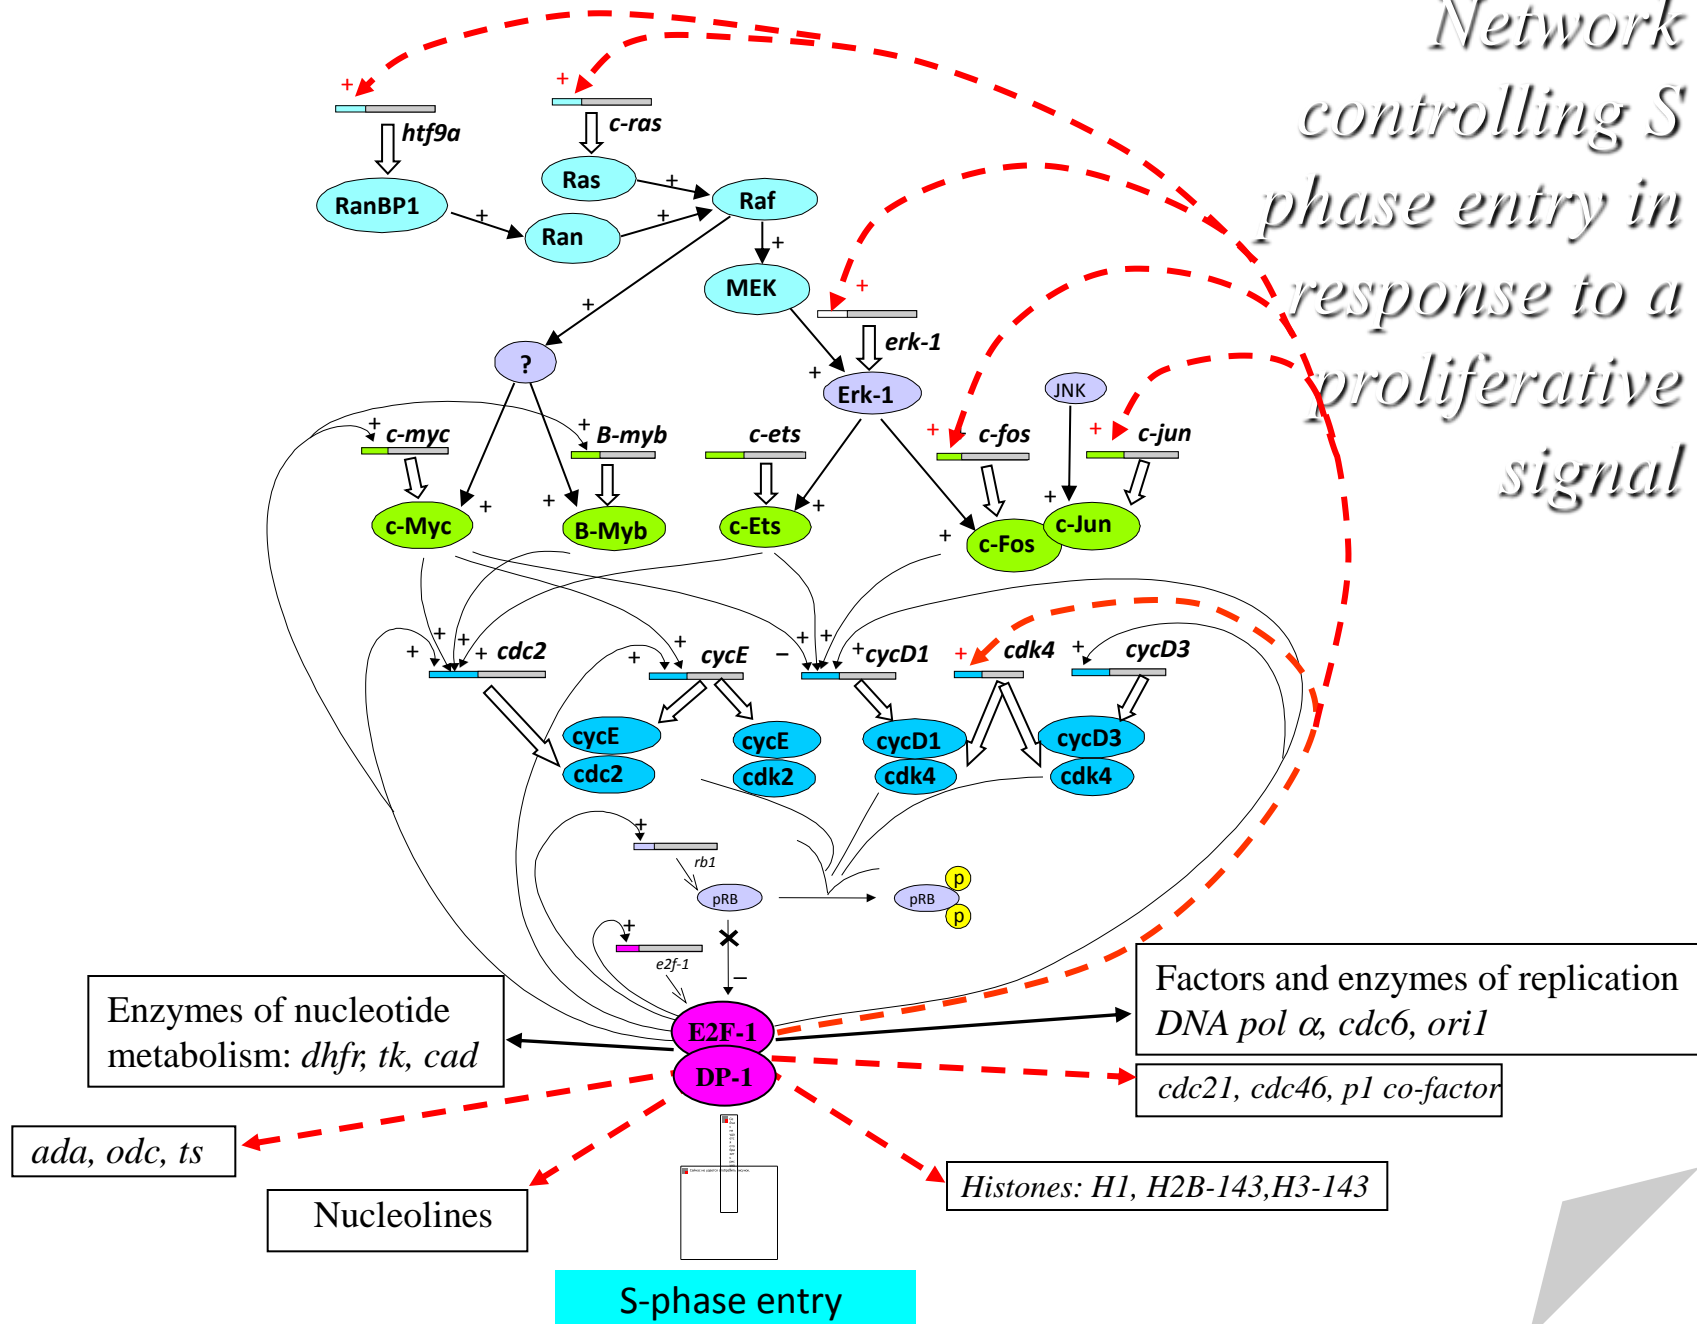 Network
controlling S
phase entry in
response to a
proliferative
signal
+
+
htf9a
c-ras
RanBP1
Ras
+
Raf
+
Ran
+
+
MEK
+
+
erk-1
?
+
Erk-1
JNK
+
c-myc
+
B-myb
c-ets
+
c-fos
+
c-jun
+
+
+
+
+
c-Myc
B-Myb
c-Ets
c-Fos
c-Jun
+
+
+
+
cdc2
+
+
cycE
–
+
+
+
cycD1
+
cdk4
+
cycD3
cycE
cdc2
cycE
cdk2
cycD1
cdk4
cycD3
cdk4
+
rb1
pRB
pRB
p
p
+
e2f-1
–
E2F-1
DP-1
Enzymes of nucleotide
metabolism: dhfr, tk, cad
Factors and enzymes of replication
DNA pol α, cdc6, ori1
cdc21, cdc46, p1 co-factor
ada, odc, ts
Nucleolines
Histones: H1, H2B-143,H3-143
S-phase entry